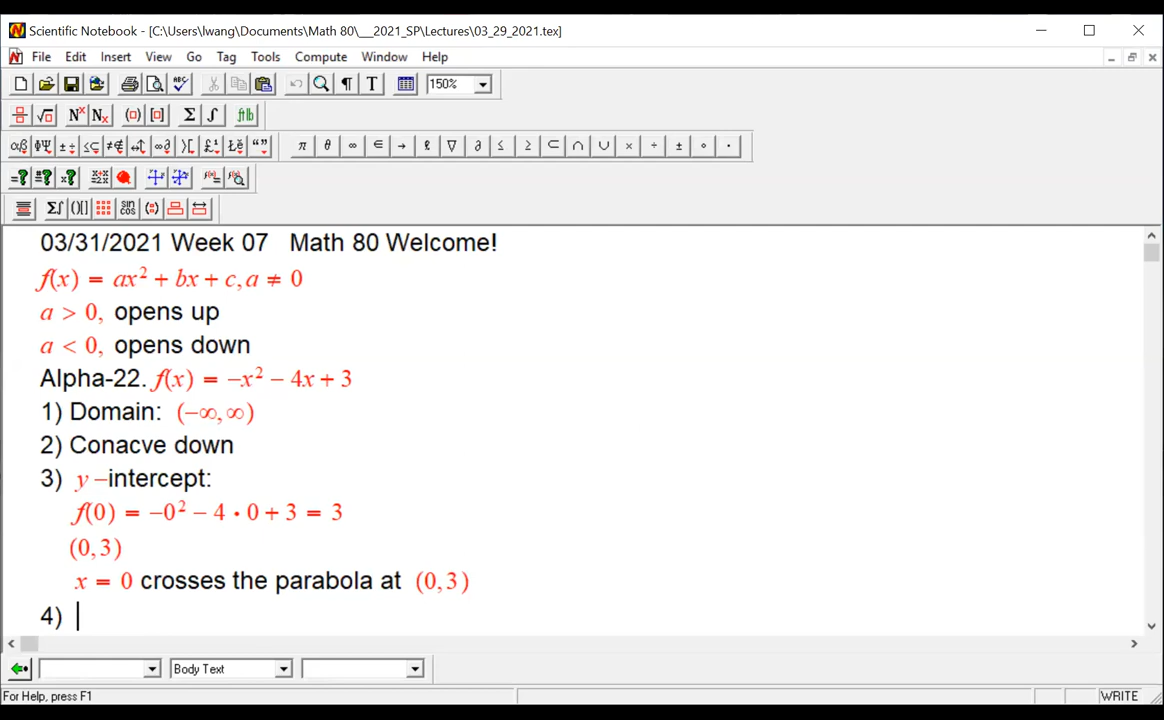 Scientific Notebook - [C:\Users\lwang\Documents\Math 80\__2021_SP\Lectures\03_29_2021.tex]
File Edit Insert View Go Tag Tools Compute Window Help
150%
03/31/2021 Week 07 Math 80 Welcome!
f(x) = ax² + bx + c, a ≠ 0
a > 0, opens up
a < 0, opens down
Alpha-22. f(x) = −x² − 4x + 3
1) Domain: (−∞, ∞)
2) Conacve down
3) y −intercept:
f(0) = −0² − 4 • 0 + 3 = 3
(0, 3)
x = 0 crosses the parabola at (0, 3)
4)
Body Text
For Help, press F1
WRITE